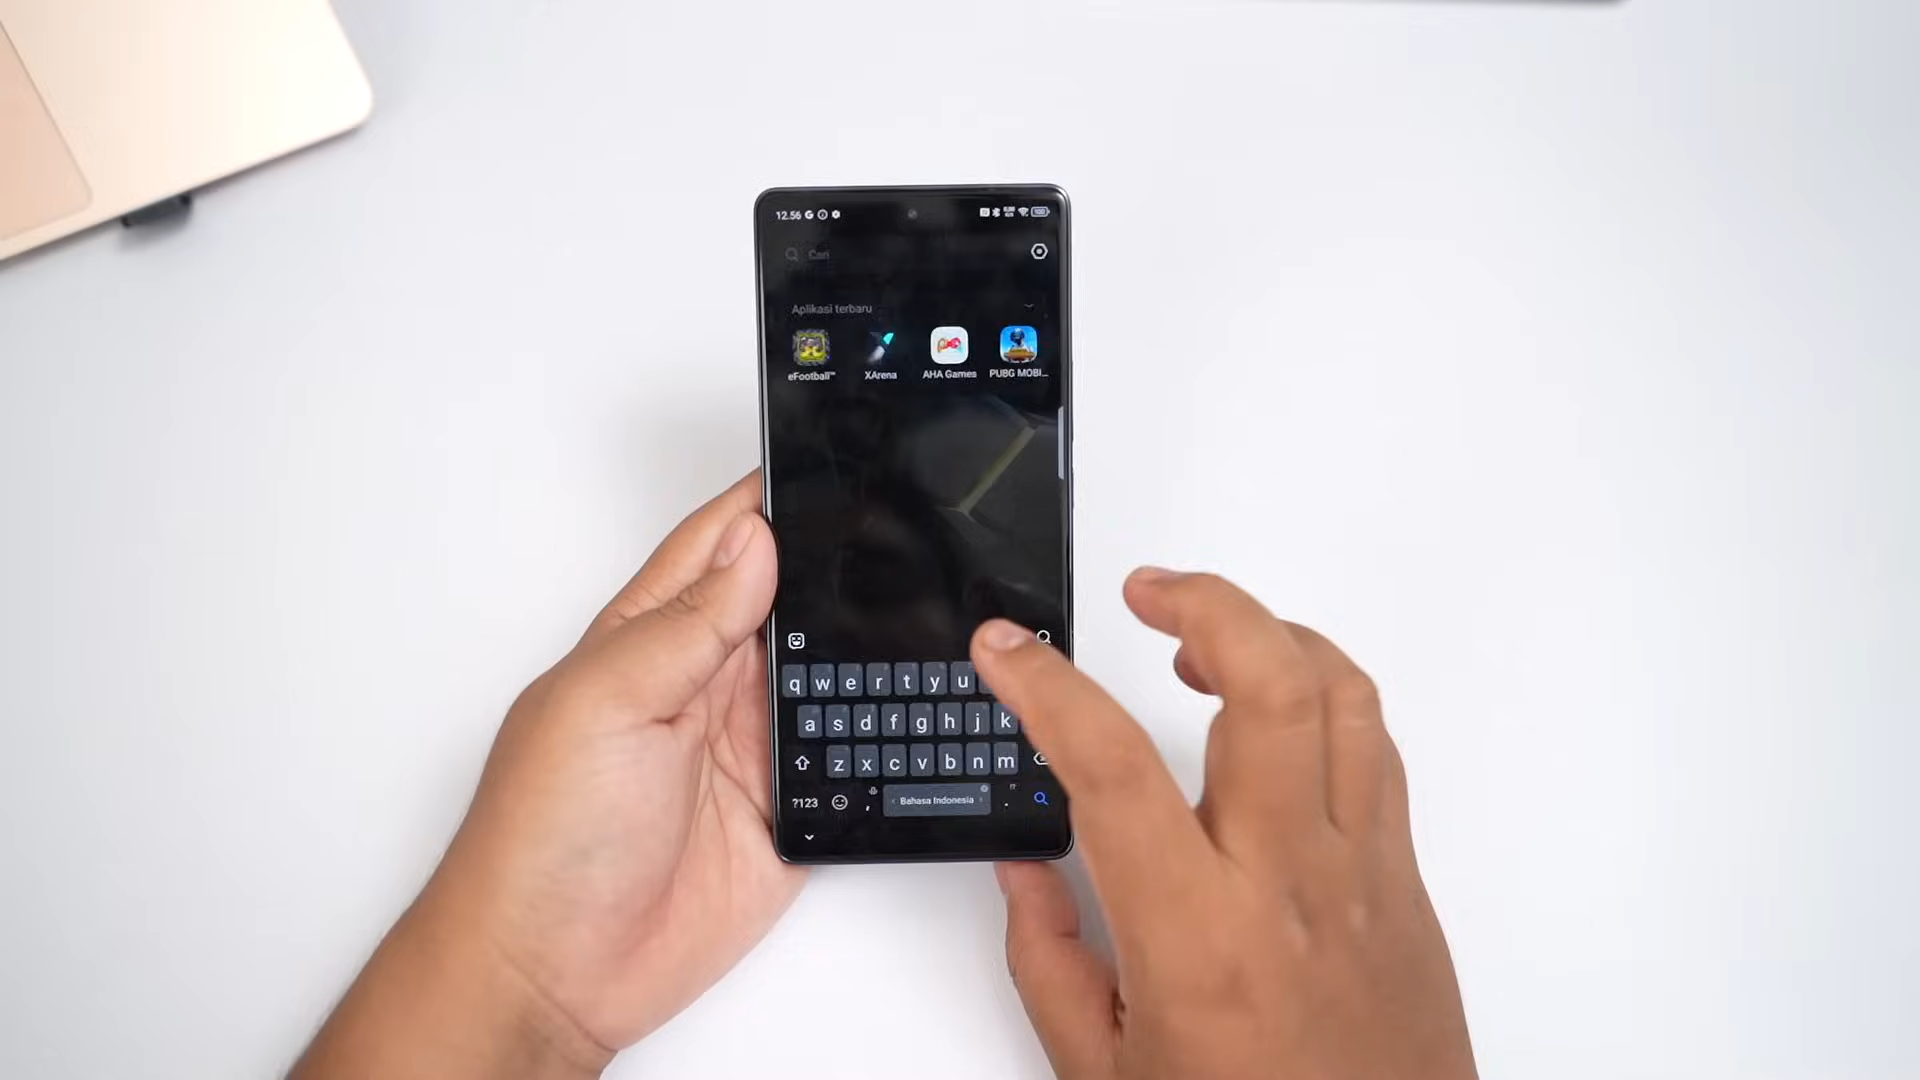 12.56
Cari
Aplikasi terbaru
eFootball™ XArena AHA Games PUBG MOBI...
q w e r t y u
a s d f g h j k
z x c v b n m
?123 , Bahasa Indonesia .